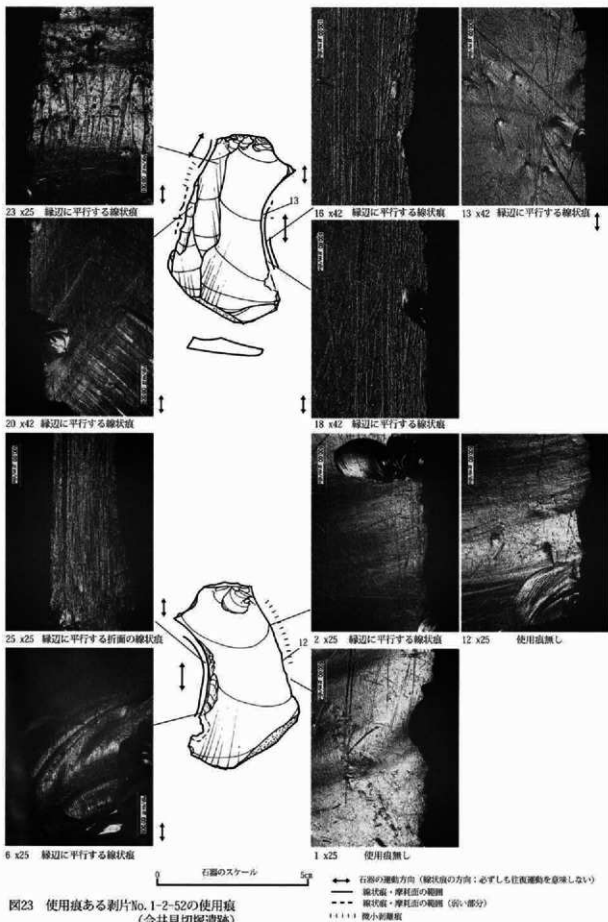 23 x25 縁辺に平行する線状痕
16 x42 縁辺に平行する線状痕
13 x42 縁辺に平行する線状痕
13
20 x42 縁辺に平行する線状痕
18 x42 縁辺に平行する線状痕
25 x25 縁辺に平行する折面の線状痕
2 x25 縁辺に平行する線状痕
12 x25 使用痕無し
12
6 x25 縁辺に平行する線状痕
1 x25 使用痕無し
石器のスケール
0 5cm
石器の運動方向(線状痕の方向:必ずしも往復運動を意味しない)
線状痕・摩耗面の範囲
線状痕・摩耗面の範囲(弱い部分)
微小剥離痕
図23 使用痕ある剥片No.1-2-52の使用痕
(今井見切塚遺跡)